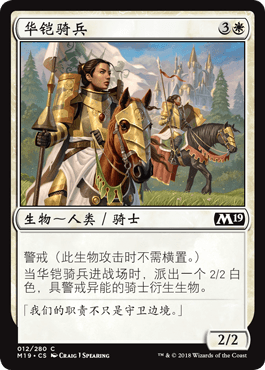 华铠骑兵 3
生物～人类／骑士 M19
警戒（此生物攻击时不需横置。）
当华铠骑兵进战场时，派出一个 2/2 白
色，具警戒异能的骑士衍生生物。
「我们的职责不只是守卫边境。」
2/2
012/280 C
M19 • CS CRAIG J SPEARING ™ & © 2018 Wizards of the Coast